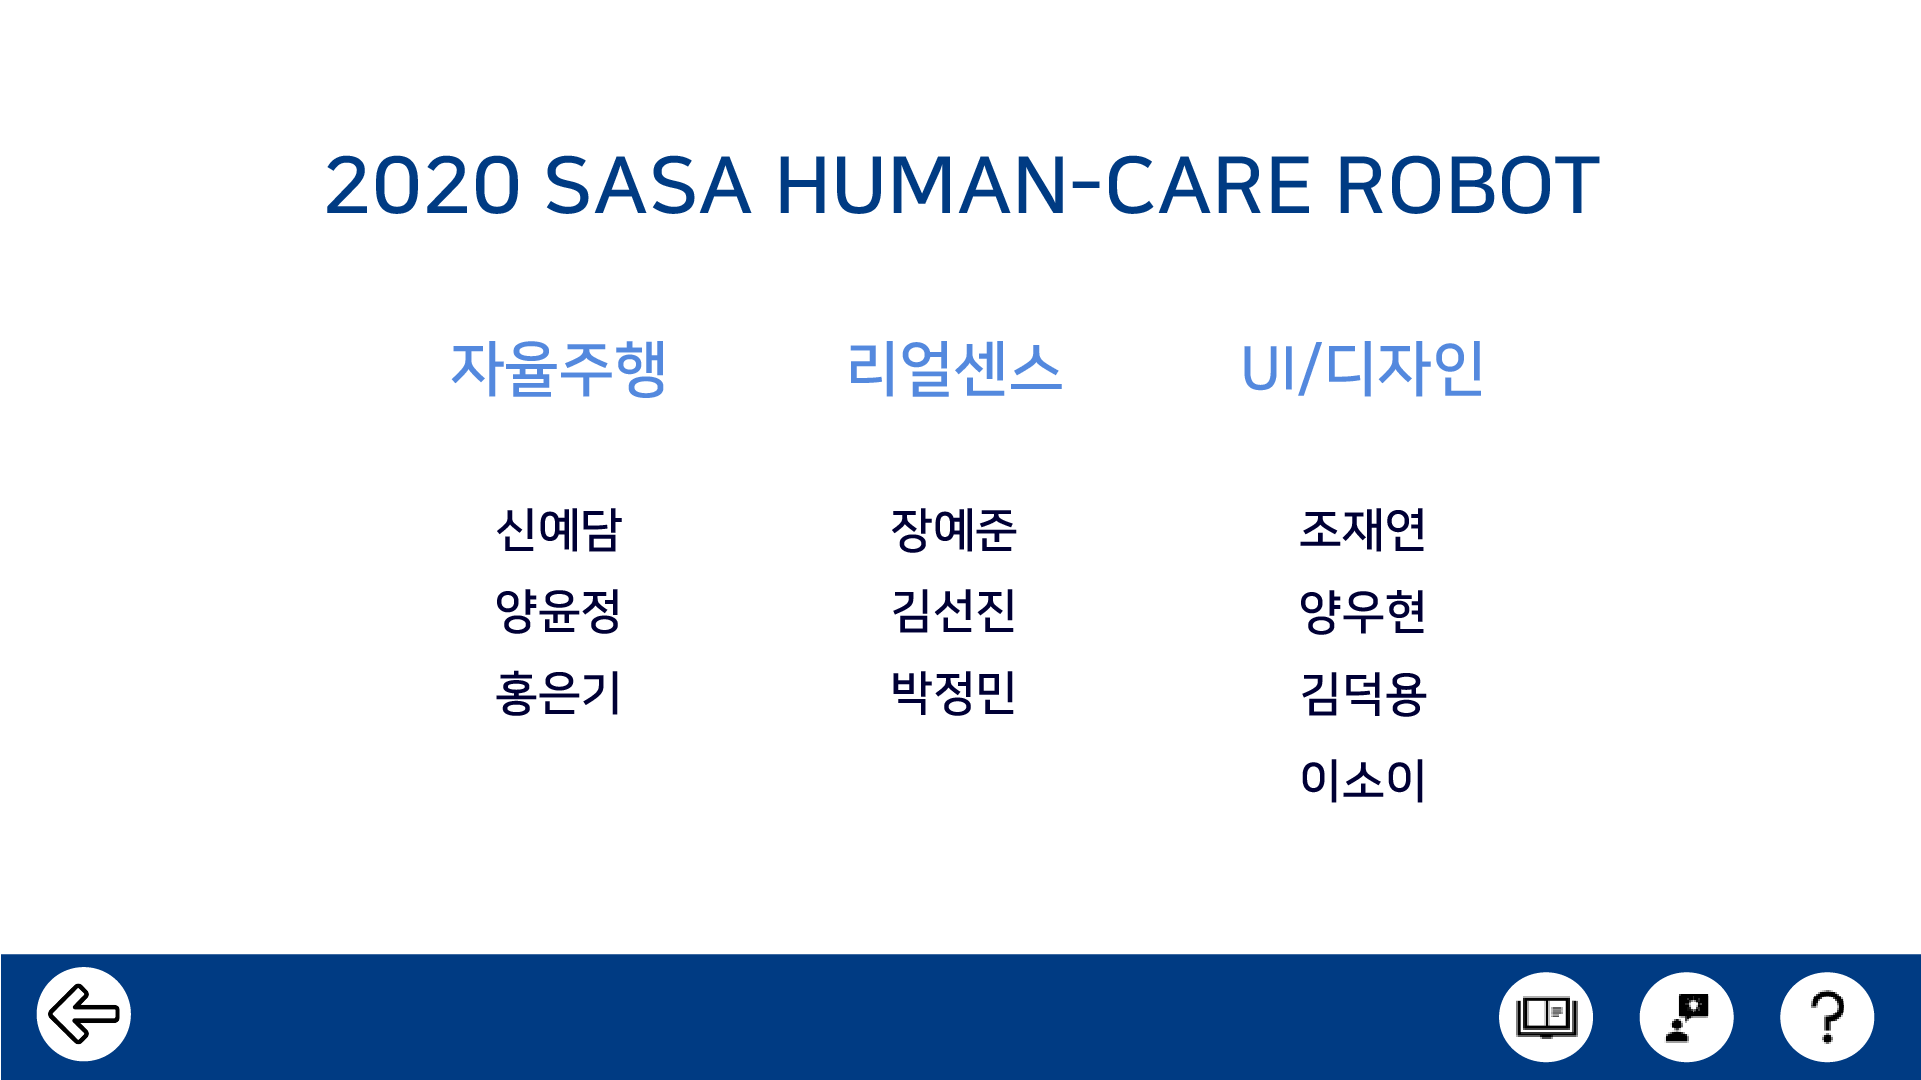 2020 SASA HUMAN-CARE ROBOT
자율주행 리얼센스 UI/디자인
신예담 장예준 조재연
양윤정 김선진 양우현
홍은기 박정민 김덕용
이소이
?